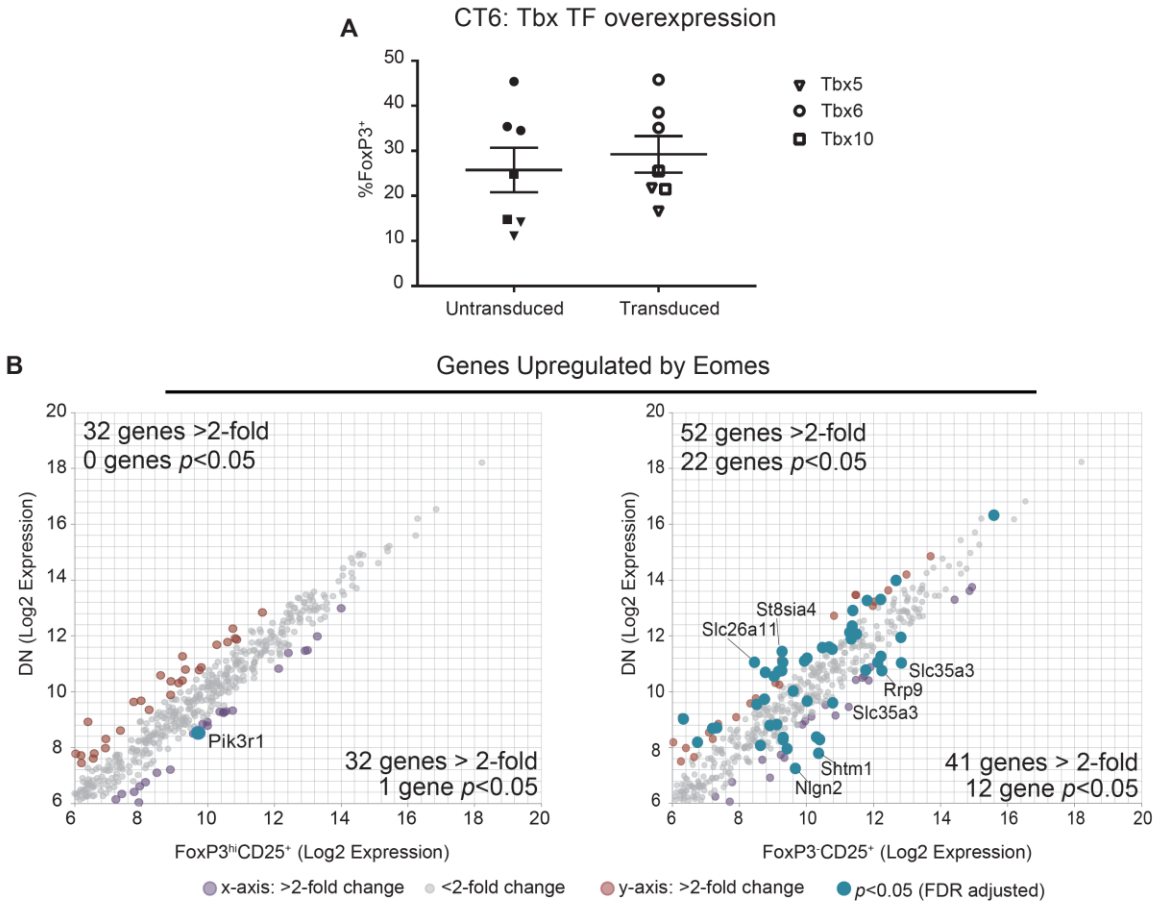 CT6: Tbx TF overexpression
A
50
40
30
20
10
0
%FoxP3+
Untransduced
Transduced
Tbx5
Tbx6
Tbx10
B
Genes Upregulated by Eomes
32 genes >2-fold
0 genes p<0.05
20
18
16
14
12
10
8
6
DN (Log2 Expression)
Pik3r1
32 genes > 2-fold
1 gene p<0.05
6 8 10 12 14 16 18 20
FoxP3hiCD25+ (Log2 Expression)
52 genes >2-fold
22 genes p<0.05
20
18
16
14
12
10
8
6
DN (Log2 Expression)
St8sia4
Slc26a11
Slc35a3
Rrp9
Slc35a3
Shtm1
Nlgn2
41 genes > 2-fold
12 gene p<0.05
6 8 10 12 14 16 18 20
FoxP3-CD25+ (Log2 Expression)
x-axis: >2-fold change <2-fold change y-axis: >2-fold change p<0.05 (FDR adjusted)